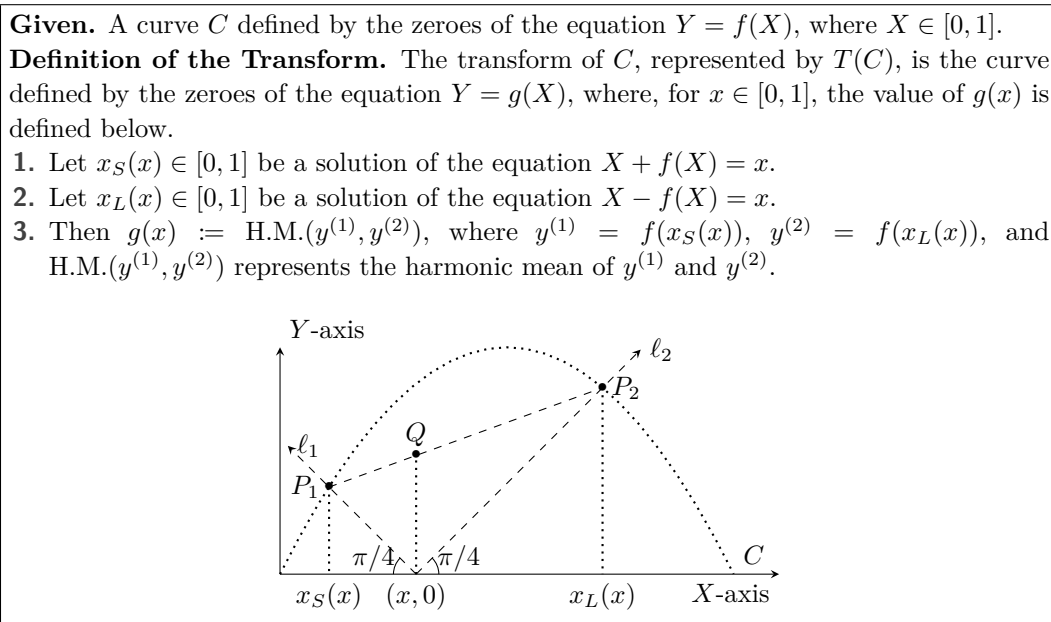 Given. A curve C defined by the zeroes of the equation Y = f(X), where X ∈ [0, 1].
Definition of the Transform. The transform of C, represented by T(C), is the curve
defined by the zeroes of the equation Y = g(X), where, for x ∈ [0, 1], the value of g(x) is
defined below.
1. Let x_S(x) ∈ [0, 1] be a solution of the equation X + f(X) = x.
2. Let x_L(x) ∈ [0, 1] be a solution of the equation X − f(X) = x.
3. Then g(x) := H.M.(y^(1), y^(2)), where y^(1) = f(x_S(x)), y^(2) = f(x_L(x)), and
H.M.(y^(1), y^(2)) represents the harmonic mean of y^(1) and y^(2).
Y-axis
ℓ_2
P_2
Q
ℓ_1
P_1
π/4 π/4
C
x_S(x) (x, 0) x_L(x) X-axis